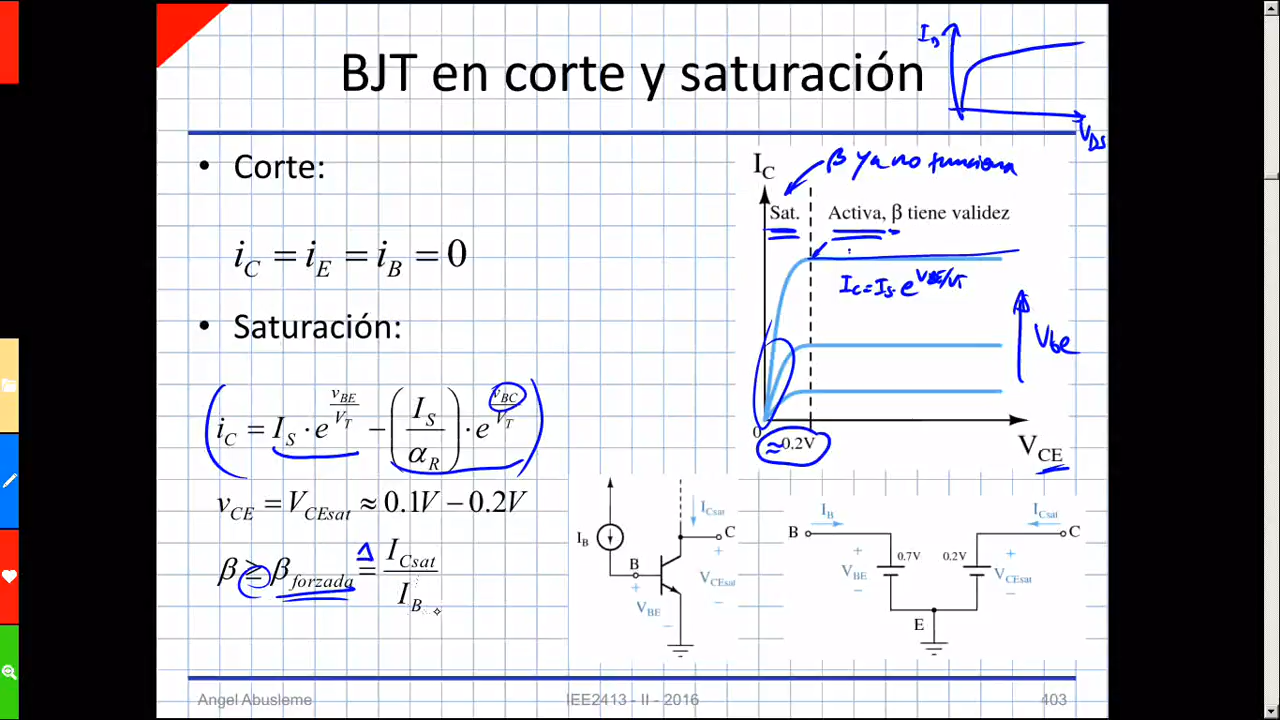 BJT en corte y saturación
I_D
V_DS
• Corte:
i_C = i_E = i_B = 0
• Saturación:
i_C = I_S · e^(v_BE/V_T) − (I_S/α_R) · e^(v_BC/V_T)
v_CE = V_CEsat ≈ 0.1V − 0.2V
β ≥ β_forzada ≜ I_Csat/I_B
I_C
β ya no funciona
Sat.
Activa, β tiene validez
I_C = I_S · e^(V_BE/V_T)
Vbe
0
≈0.2V
V_CE
I_B
I_Csat
C
B
+
V_CEsat
−
+
V_BE
−
B
I_B
I_Csat
C
+
V_BE
−
0.7V
0.2V
+
V_CEsat
−
E
Angel Abusleme
IEE2413 - II - 2016
403